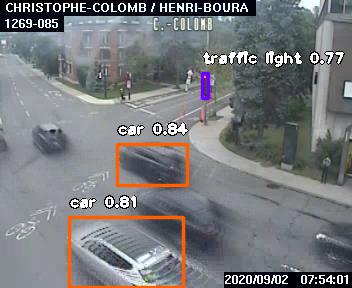 CHRISTOPHE-COLOMB / HENRI-BOURA
1269-085
C.-COLOMB
traffic light 0.77
car 0.84
car 0.81
2020/09/02 07:54:01